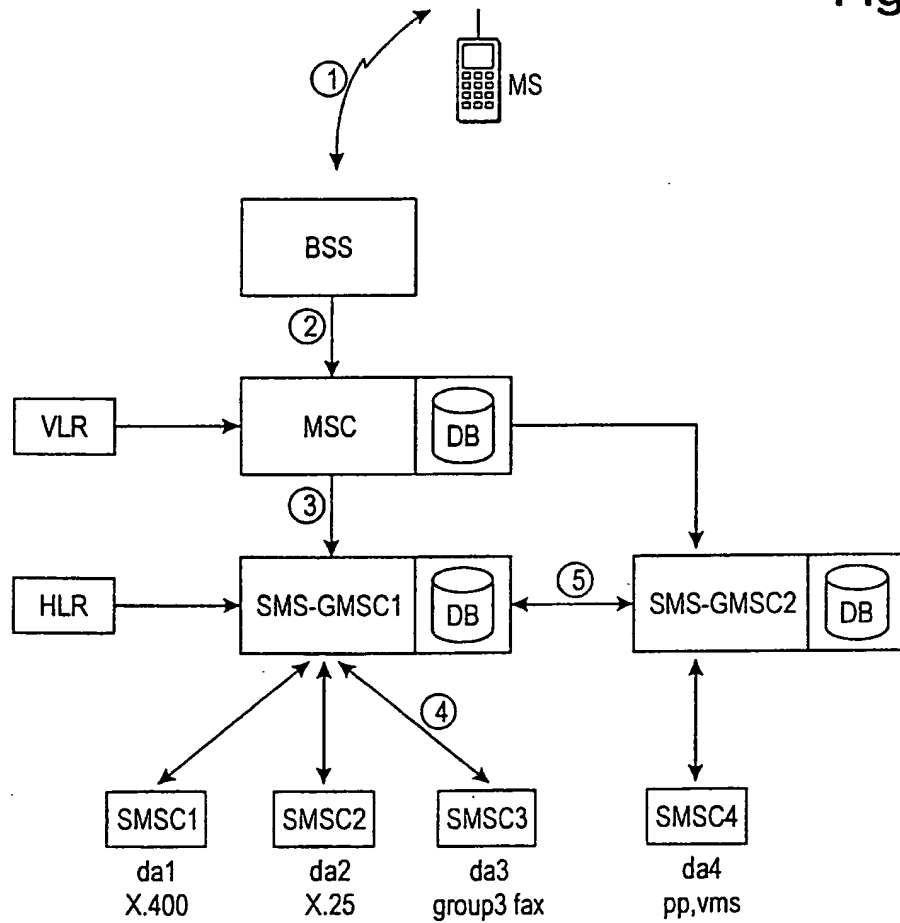 Fig
1
MS
BSS
2
VLR
MSC
DB
3
HLR
SMS-GMSC1
DB
5
SMS-GMSC2
DB
4
SMSC1
SMSC2
SMSC3
SMSC4
da1
da2
da3
da4
X.400
X.25
group3 fax
pp,vms